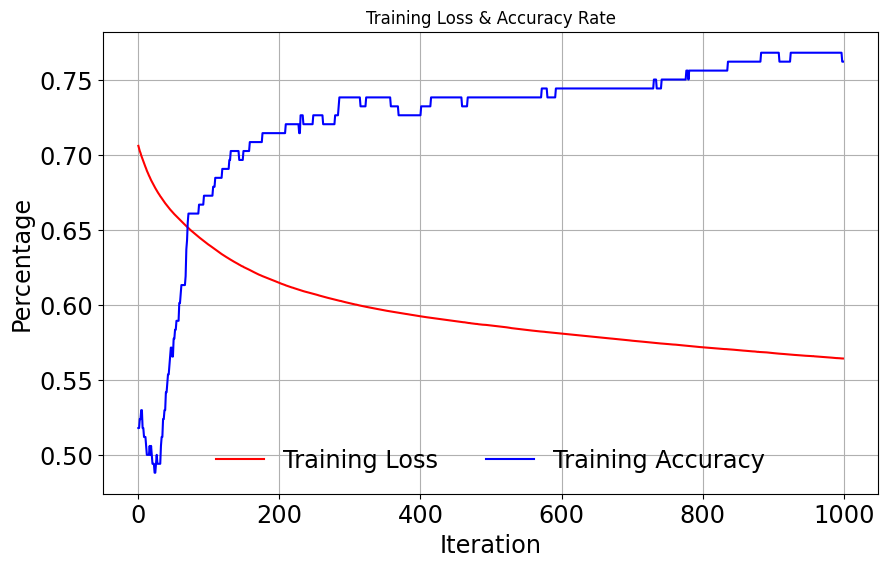 Training Loss & Accuracy Rate
Percentage
0.75
0.70
0.65
0.60
0.55
0.50
Training Loss
Training Accuracy
0 200 400 600 800 1000
Iteration